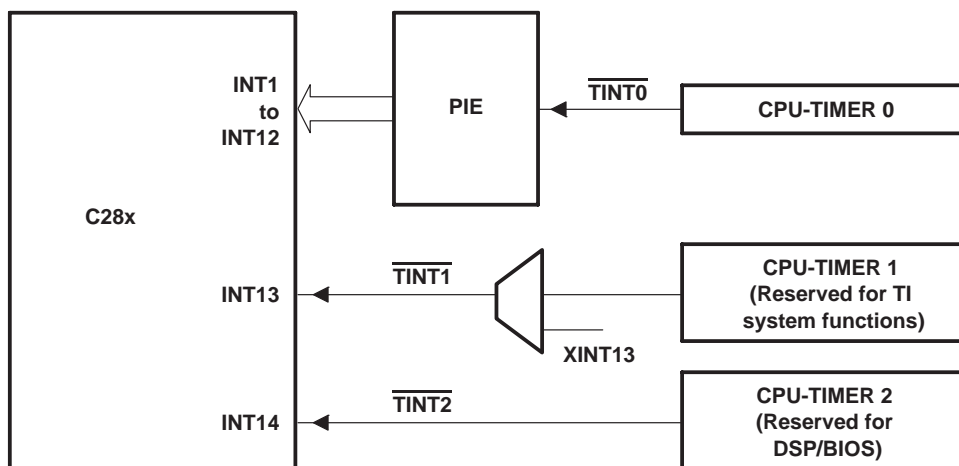 INT1
to
INT12
C28x
INT13
INT14
PIE
TINT0
CPU-TIMER 0
TINT1
XINT13
CPU-TIMER 1
(Reserved for TI
system functions)
TINT2
CPU-TIMER 2
(Reserved for
DSP/BIOS)